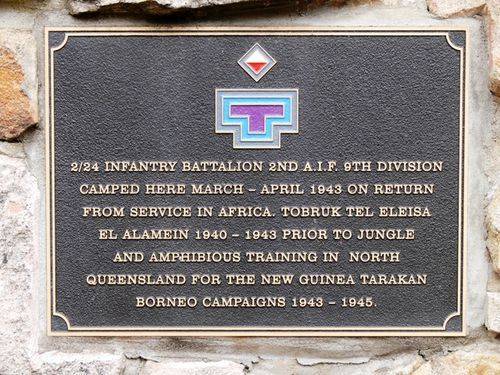 2/24 INFANTRY BATTALION 2ND A.I.F. 9TH DIVISION
CAMPED HERE MARCH – APRIL 1943 ON RETURN
FROM SERVICE IN AFRICA. TOBRUK TEL ELEISA
EL ALAMEIN 1940 – 1943 PRIOR TO JUNGLE
AND AMPHIBIOUS TRAINING IN NORTH
QUEENSLAND FOR THE NEW GUINEA TARAKAN
BORNEO CAMPAIGNS 1943 – 1945.